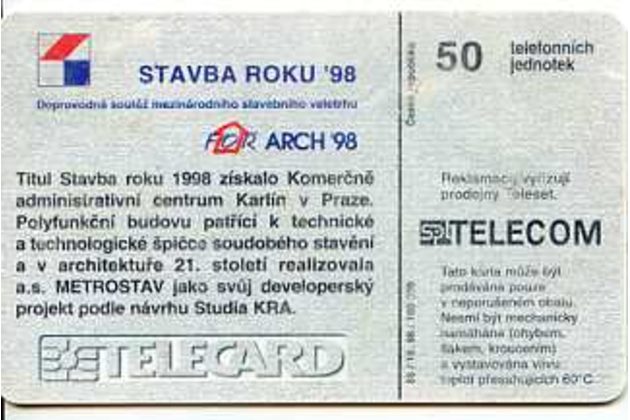 STAVBA ROKU '98
Doprovodná soutěž mezinárodního stavebního veletrhu
FOR ARCH '98
Titul Stavba roku 1998 získalo Komerčně
administrativní centrum Karlín v Praze.
Polyfunkční budovu patřící k technické
a technologické špičce soudobého stavění
a v architektuře 21. století realizovala
a.s. METROSTAV jako svůj developerský
projekt podle návrhu Studia KRA.
TELECARD
Česká republika
50 telefonních
jednotek
Reklamace vyřizují
prodejny Teleset.
SPT TELECOM
Tato karta může být
prodávána pouze
v neporušeném obalu.
Nesmí být mechanicky
namáhána (ohybem,
tlakem, kroucením)
a vystavována vlivu
teplot přesahujících 60°C.